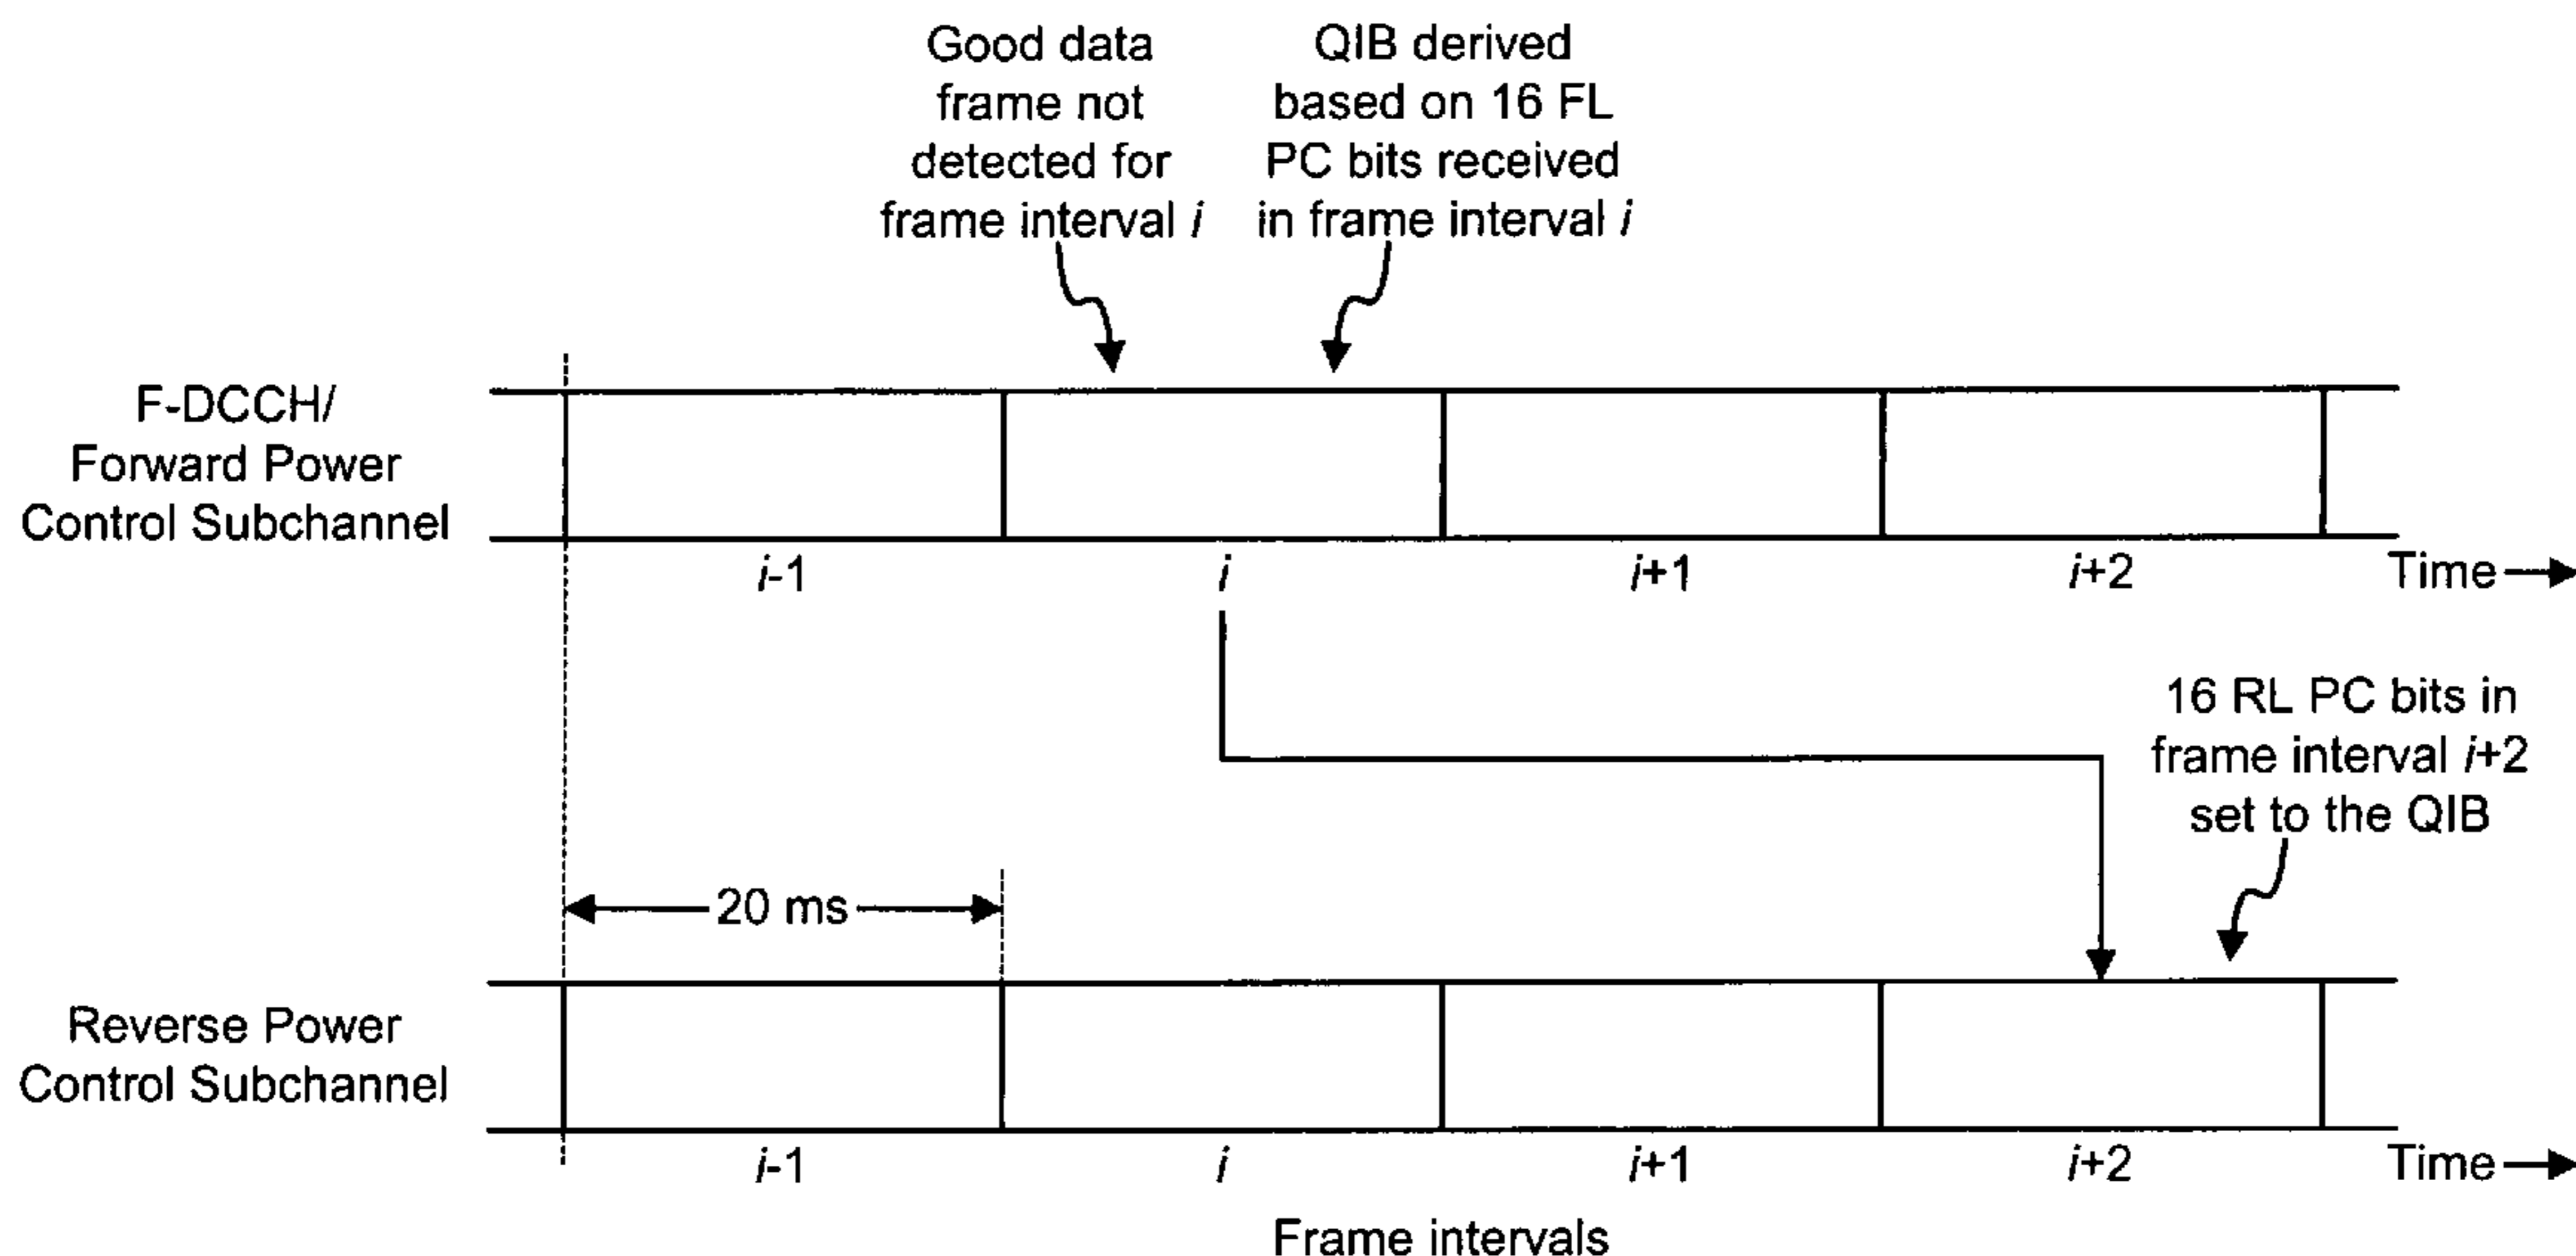 Good data
frame not
detected for
frame interval i
QIB derived
based on 16 FL
PC bits received
in frame interval i
F-DCCH/
Forward Power
Control Subchannel
i-1
i
i+1
i+2
Time
16 RL PC bits in
frame interval i+2
set to the QIB
20 ms
Reverse Power
Control Subchannel
i-1
i
i+1
i+2
Time
Frame intervals